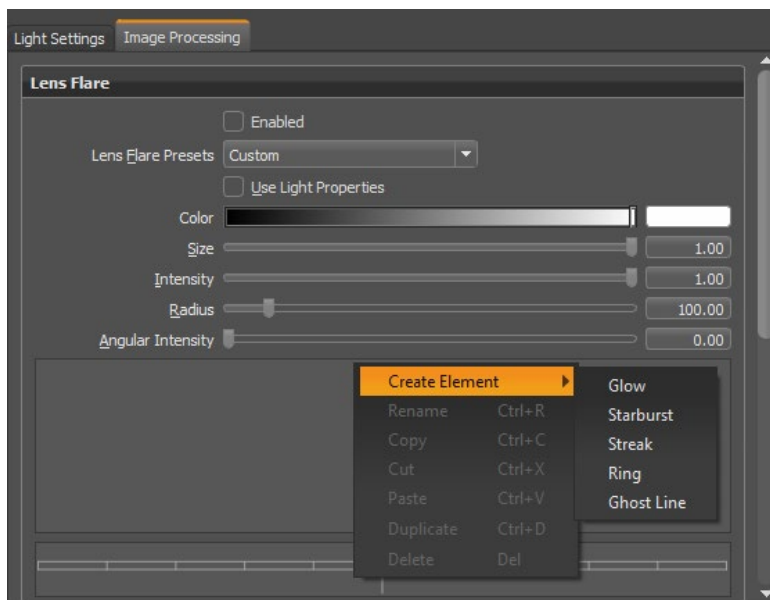 Light Settings Image Processing
Lens Flare
Enabled
Lens Flare Presets Custom
Use Light Properties
Color
Size 1.00
Intensity 1.00
Radius 100.00
Angular Intensity 0.00
Create Element
Rename Ctrl+R
Copy Ctrl+C
Cut Ctrl+X
Paste Ctrl+V
Duplicate Ctrl+D
Delete Del
Glow
Starburst
Streak
Ring
Ghost Line